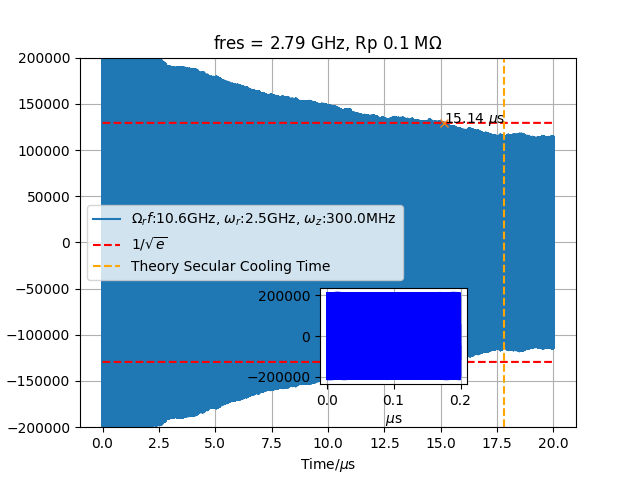 fres = 2.79 GHz, Rp 0.1 MΩ
200000
150000
100000
50000
0
−50000
−100000
−150000
−200000
15.14 μs
Ω_r f:10.6GHz, ω_r:2.5GHz, ω_z:300.0MHz
1/√e
Theory Secular Cooling Time
200000
0
−200000
0.0 0.1 0.2
μs
0.0 2.5 5.0 7.5 10.0 12.5 15.0 17.5 20.0
Time/μs